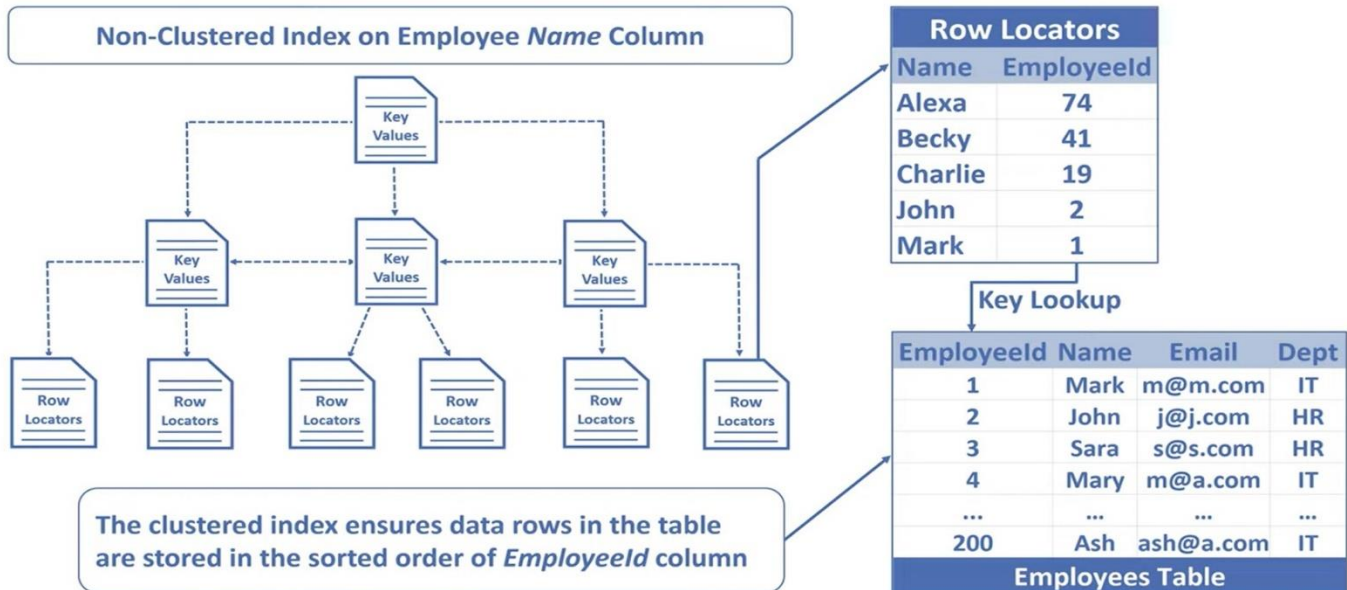 Non-Clustered Index on Employee Name Column
Key
Values
Key
Values
Key
Values
Key
Values
Row
Locators
Row
Locators
Row
Locators
Row
Locators
Row
Locators
Row
Locators
The clustered index ensures data rows in the table
are stored in the sorted order of EmployeeId column
Row Locators
Name EmployeeId
Alexa 74
Becky 41
Charlie 19
John 2
Mark 1
Key Lookup
EmployeeId Name Email Dept
1 Mark m@m.com IT
2 John j@j.com HR
3 Sara s@s.com HR
4 Mary m@a.com IT
... ... ... ...
200 Ash ash@a.com IT
Employees Table